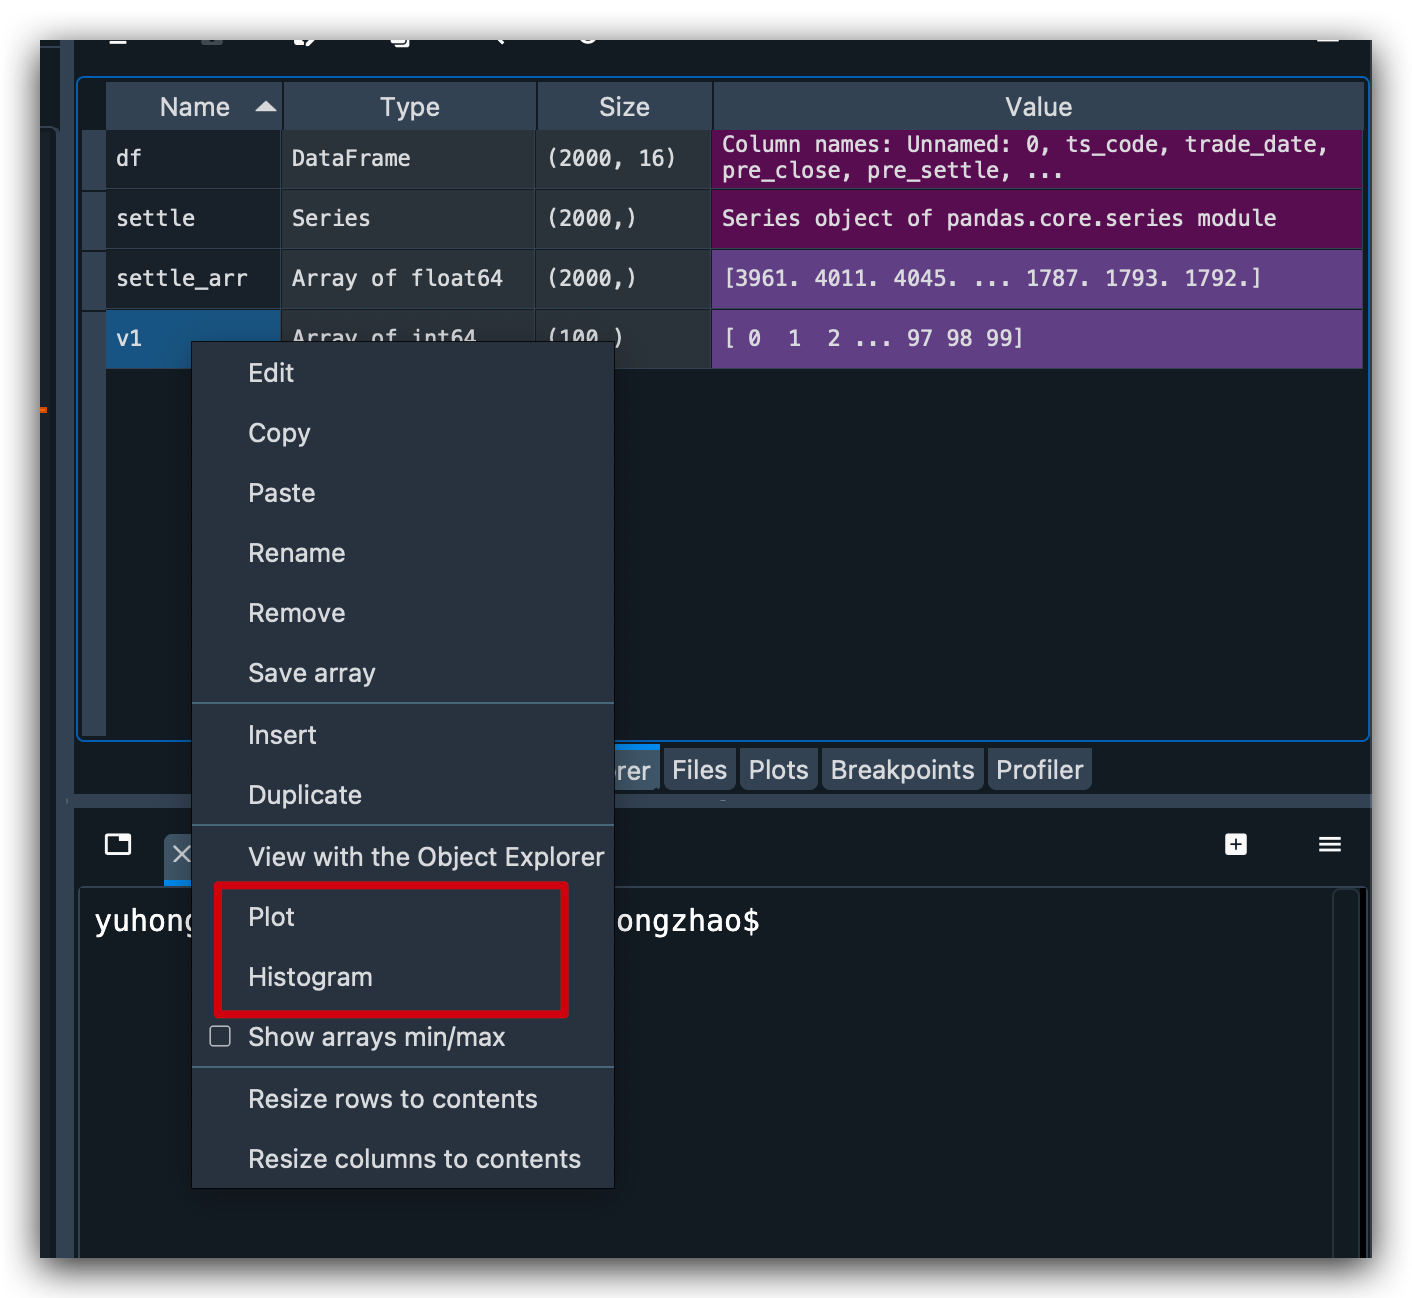 Name Type Size Value
df DataFrame (2000, 16) Column names: Unnamed: 0, ts_code, trade_date,
pre_close, pre_settle, ...
settle Series (2000,) Series object of pandas.core.series module
settle_arr Array of float64 (2000,) [3961. 4011. 4045. ... 1787. 1793. 1792.]
v1 Array of int64 (100,) [ 0 1 2 ... 97 98 99]
Edit
Copy
Paste
Rename
Remove
Save array
Insert
rer Files Plots Breakpoints Profiler
Duplicate
View with the Object Explorer
Plot
yuhong ongzhao$
Histogram
Show arrays min/max
Resize rows to contents
Resize columns to contents